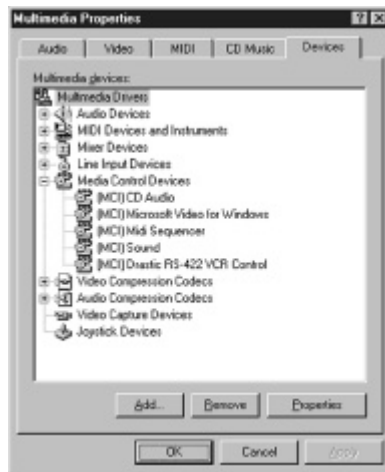 Multimedia Properties
Audio
Video
MIDI
CD Music
Devices
Multimedia devices:
Multimedia Drivers
Audio Devices
MIDI Devices and Instruments
Mixer Devices
Line Input Devices
Media Control Devices
(MCI) CD Audio
(MCI) Microsoft Video for Windows
(MCI) Midi Sequencer
(MCI) Sound
(MCI) Drastic RS-422 VCR Control
Video Compression Codecs
Audio Compression Codecs
Video Capture Devices
Joystick Devices
Add...
Remove
Properties
OK
Cancel
Apply